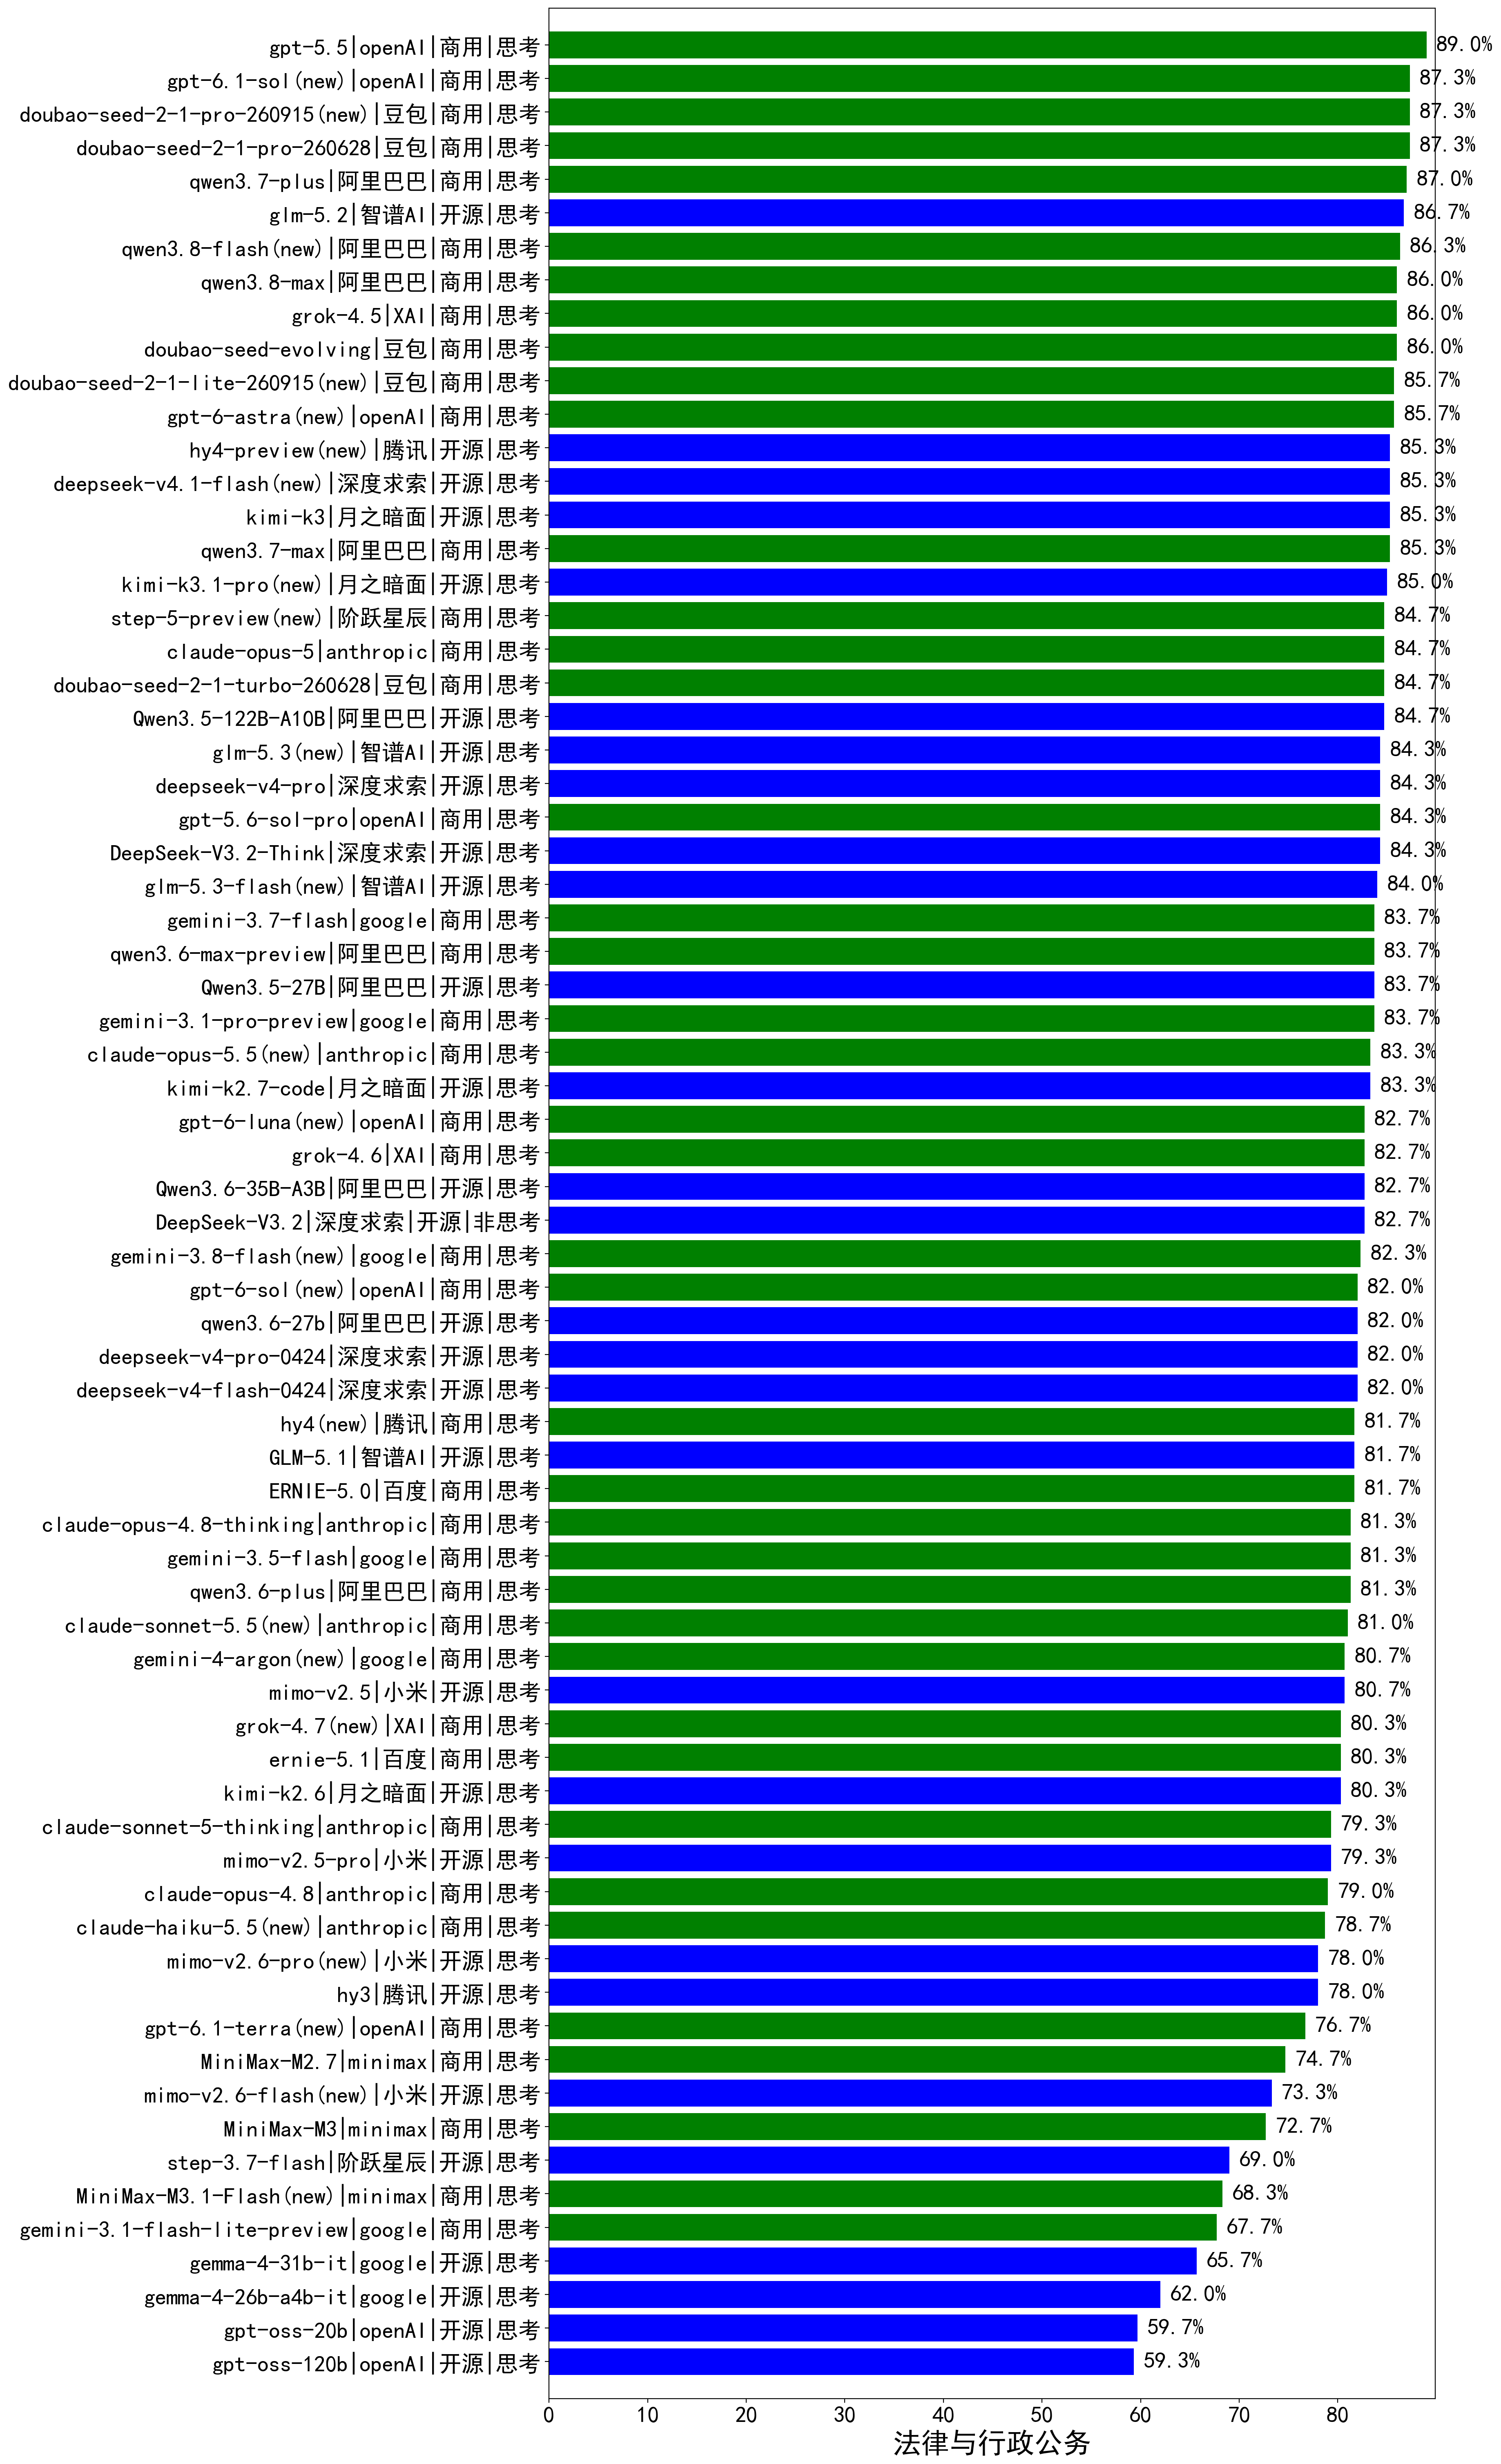 gpt-5.5|openAI|商用|思考 89.0%
gpt-6.1-sol(new)|openAI|商用|思考 87.3%
doubao-seed-2-1-pro-260915(new)|豆包|商用|思考 87.3%
doubao-seed-2-1-pro-260628|豆包|商用|思考 87.3%
qwen3.7-plus|阿里巴巴|商用|思考 87.0%
glm-5.2|智谱AI|开源|思考 86.7%
qwen3.8-flash(new)|阿里巴巴|商用|思考 86.3%
qwen3.8-max|阿里巴巴|商用|思考 86.0%
grok-4.5|XAI|商用|思考 86.0%
doubao-seed-evolving|豆包|商用|思考 86.0%
doubao-seed-2-1-lite-260915(new)|豆包|商用|思考 85.7%
gpt-6-astra(new)|openAI|商用|思考 85.7%
hy4-preview(new)|腾讯|开源|思考 85.3%
deepseek-v4.1-flash(new)|深度求索|开源|思考 85.3%
kimi-k3|月之暗面|开源|思考 85.3%
qwen3.7-max|阿里巴巴|商用|思考 85.3%
kimi-k3.1-pro(new)|月之暗面|开源|思考 85.0%
step-5-preview(new)|阶跃星辰|商用|思考 84.7%
claude-opus-5|anthropic|商用|思考 84.7%
doubao-seed-2-1-turbo-260628|豆包|商用|思考 84.7%
Qwen3.5-122B-A10B|阿里巴巴|开源|思考 84.7%
glm-5.3(new)|智谱AI|开源|思考 84.3%
deepseek-v4-pro|深度求索|开源|思考 84.3%
gpt-5.6-sol-pro|openAI|商用|思考 84.3%
DeepSeek-V3.2-Think|深度求索|开源|思考 84.3%
glm-5.3-flash(new)|智谱AI|开源|思考 84.0%
gemini-3.7-flash|google|商用|思考 83.7%
qwen3.6-max-preview|阿里巴巴|商用|思考 83.7%
Qwen3.5-27B|阿里巴巴|开源|思考 83.7%
gemini-3.1-pro-preview|google|商用|思考 83.7%
claude-opus-5.5(new)|anthropic|商用|思考 83.3%
kimi-k2.7-code|月之暗面|开源|思考 83.3%
gpt-6-luna(new)|openAI|商用|思考 82.7%
grok-4.6|XAI|商用|思考 82.7%
Qwen3.6-35B-A3B|阿里巴巴|开源|思考 82.7%
DeepSeek-V3.2|深度求索|开源|非思考 82.7%
gemini-3.8-flash(new)|google|商用|思考 82.3%
gpt-6-sol(new)|openAI|商用|思考 82.0%
qwen3.6-27b|阿里巴巴|开源|思考 82.0%
deepseek-v4-pro-0424|深度求索|开源|思考 82.0%
deepseek-v4-flash-0424|深度求索|开源|思考 82.0%
hy4(new)|腾讯|商用|思考 81.7%
GLM-5.1|智谱AI|开源|思考 81.7%
ERNIE-5.0|百度|商用|思考 81.7%
claude-opus-4.8-thinking|anthropic|商用|思考 81.3%
gemini-3.5-flash|google|商用|思考 81.3%
qwen3.6-plus|阿里巴巴|商用|思考 81.3%
claude-sonnet-5.5(new)|anthropic|商用|思考 81.0%
gemini-4-argon(new)|google|商用|思考 80.7%
mimo-v2.5|小米|开源|思考 80.7%
grok-4.7(new)|XAI|商用|思考 80.3%
ernie-5.1|百度|商用|思考 80.3%
kimi-k2.6|月之暗面|开源|思考 80.3%
claude-sonnet-5-thinking|anthropic|商用|思考 79.3%
mimo-v2.5-pro|小米|开源|思考 79.3%
claude-opus-4.8|anthropic|商用|思考 79.0%
claude-haiku-5.5(new)|anthropic|商用|思考 78.7%
mimo-v2.6-pro(new)|小米|开源|思考 78.0%
hy3|腾讯|开源|思考 78.0%
gpt-6.1-terra(new)|openAI|商用|思考 76.7%
MiniMax-M2.7|minimax|商用|思考 74.7%
mimo-v2.6-flash(new)|小米|开源|思考 73.3%
MiniMax-M3|minimax|商用|思考 72.7%
step-3.7-flash|阶跃星辰|开源|思考 69.0%
MiniMax-M3.1-Flash(new)|minimax|商用|思考 68.3%
gemini-3.1-flash-lite-preview|google|商用|思考 67.7%
gemma-4-31b-it|google|开源|思考 65.7%
gemma-4-26b-a4b-it|google|开源|思考 62.0%
gpt-oss-20b|openAI|开源|思考 59.7%
gpt-oss-120b|openAI|开源|思考 59.3%
0 10 20 30 40 50 60 70 80
法律与行政公务